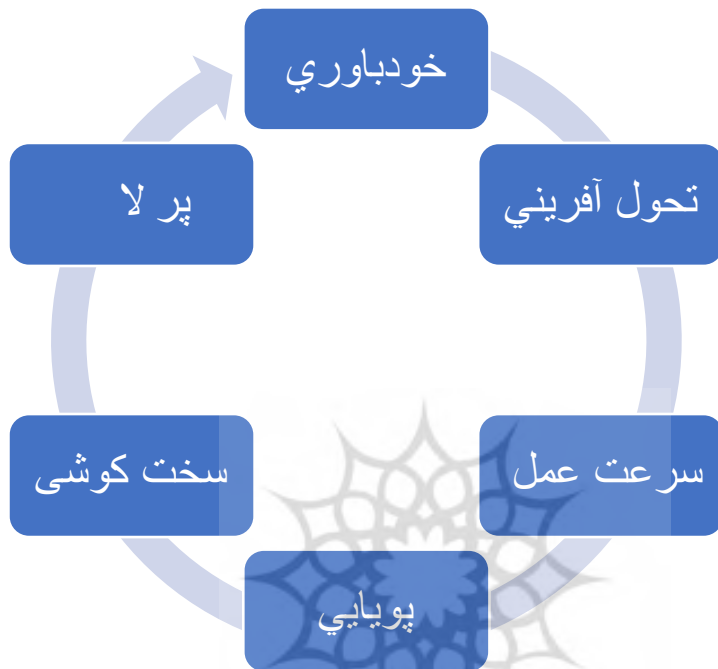 خودباوري
تحول آفريني
سرعت عمل
پويايي
سخت کوشی
پر لا